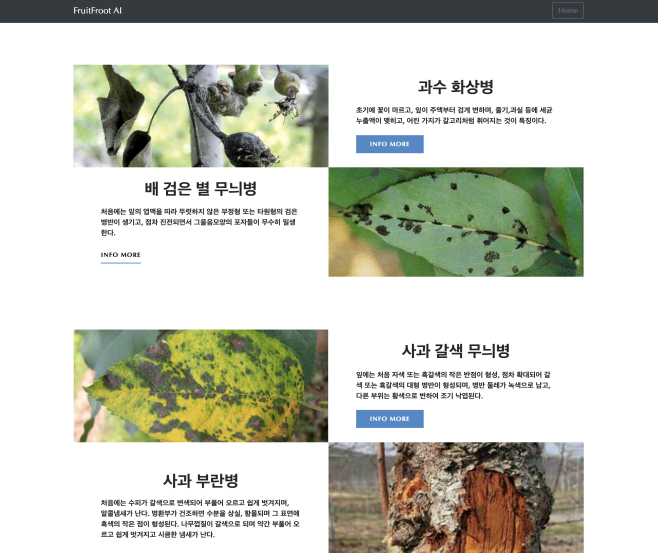 FruitFroot AI
Home
과수 화상병
초기에 꽃이 마르고, 잎이 주맥부터 검게 변하며, 줄기,과실 등에 세균
누출액이 맺히고, 어린 가지가 갈고리처럼 휘어지는 것이 특징이다.
INFO MORE
배 검은 별 무늬병
처음에는 잎의 엽맥을 따라 뚜렷하지 않은 부정형 또는 타원형의 검은
병반이 생기고, 점차 진전되면서 그을음모양의 포자들이 무수히 밀생
한다.
INFO MORE
사과 갈색 무늬병
잎에는 처음 자색 또는 흑갈색의 작은 반점이 형성, 점차 확대되어 갈
색 또는 흑갈색의 대형 병반이 형성되며, 병반 둘레가 녹색으로 남고,
다른 부위는 황색으로 변하여 조기 낙엽된다.
INFO MORE
사과 부란병
처음에는 수피가 갈색으로 변색되어 부풀어 오르고 쉽게 벗겨지며,
알콜냄새가 난다. 병환부가 건조하면 수분을 상실, 함몰되며 그 표면에
흑색의 작은 점이 형성된다. 나무껍질이 갈색으로 되며 약간 부풀어 오
르고 쉽게 벗겨지고 시큼한 냄새가 난다.